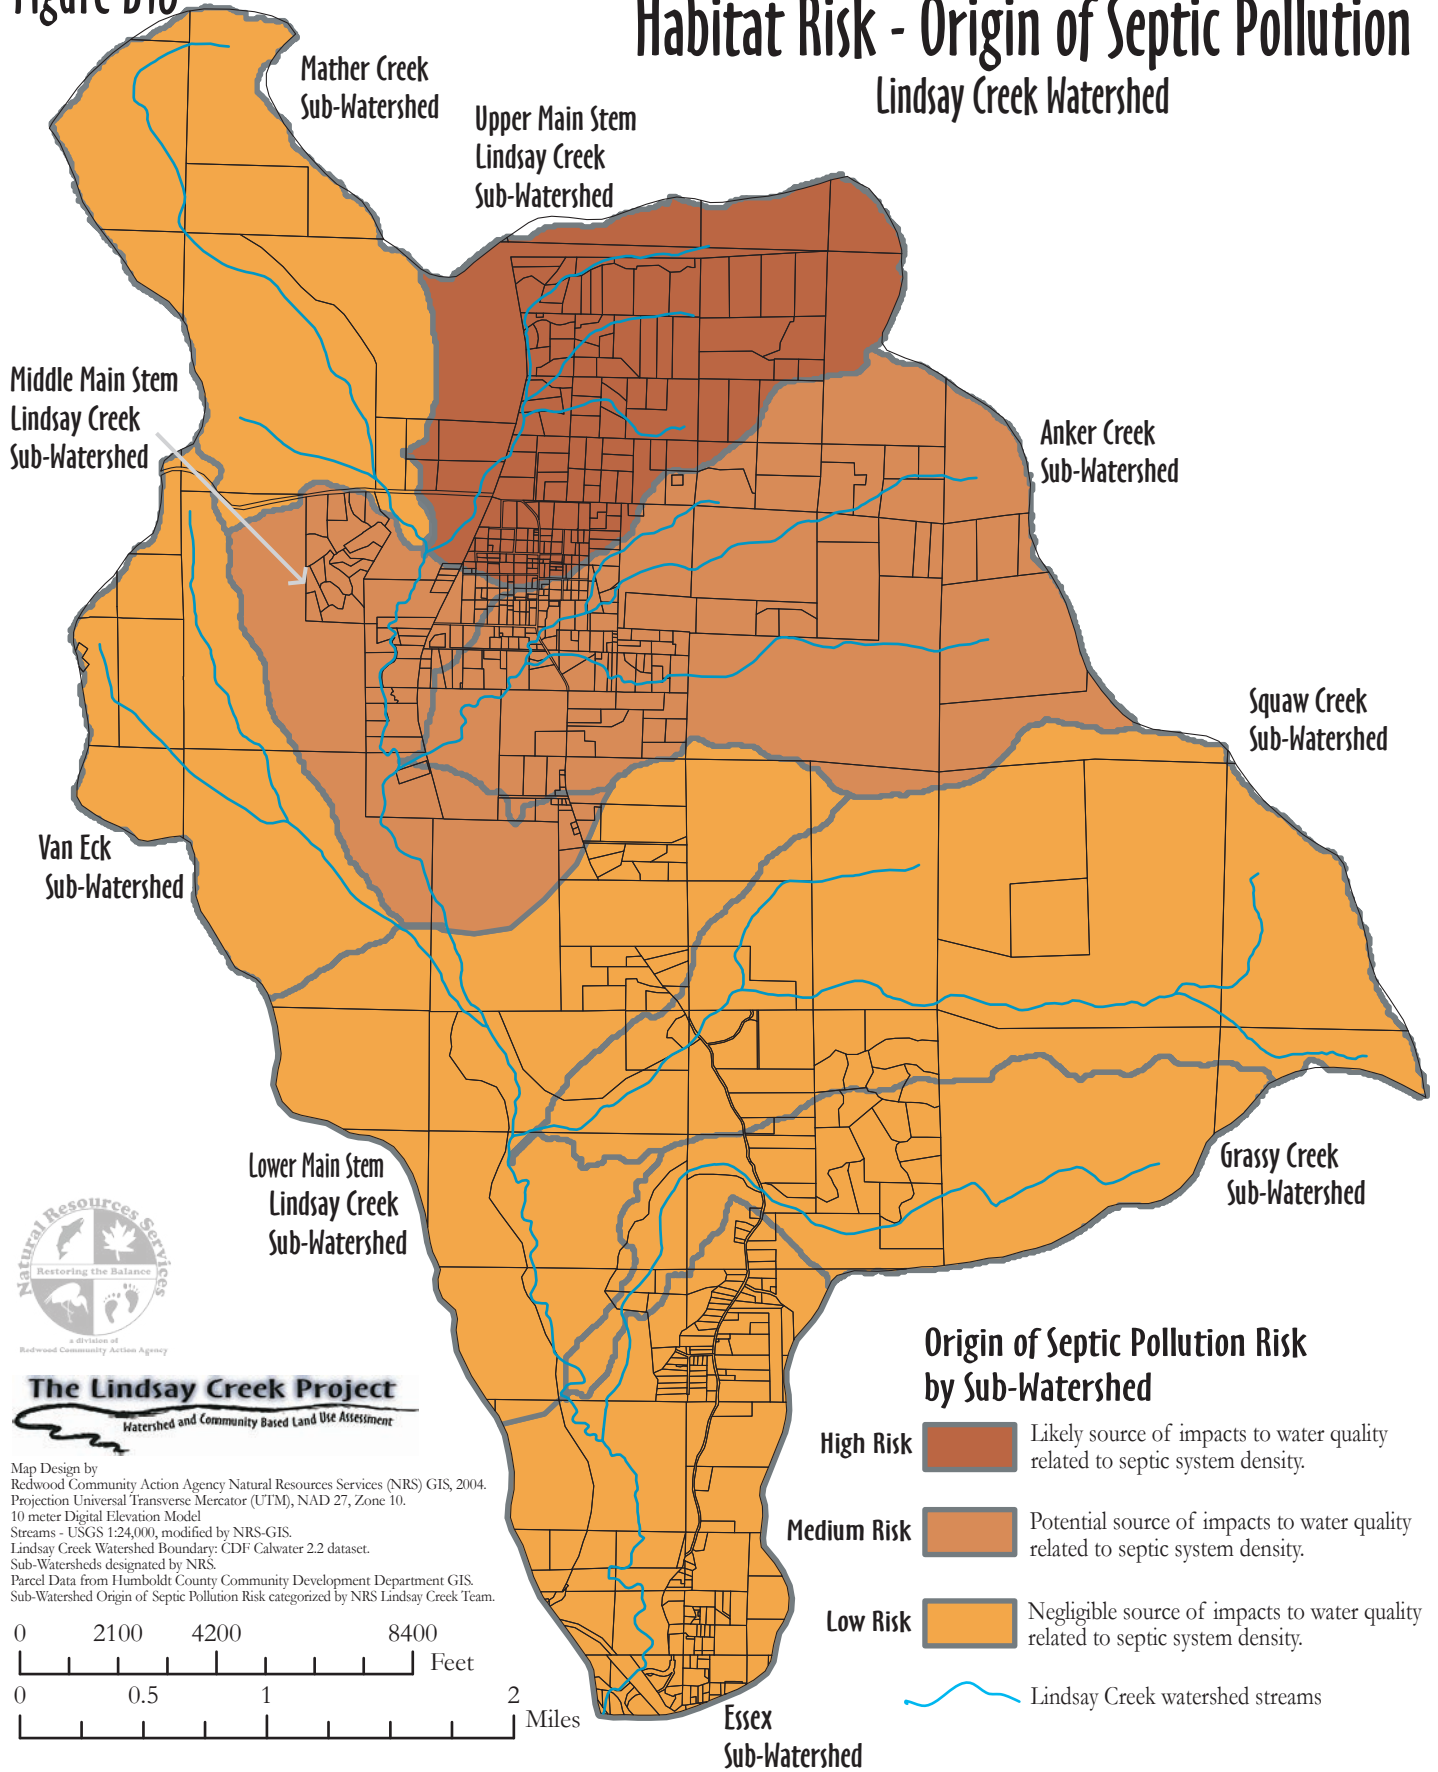 Habitat Risk - Origin of Septic Pollution
Lindsay Creek Watershed
Mather Creek
Sub-Watershed
Upper Main Stem
Lindsay Creek
Sub-Watershed
Middle Main Stem
Lindsay Creek
Sub-Watershed
Anker Creek
Sub-Watershed
Squaw Creek
Sub-Watershed
Van Eck
Sub-Watershed
Lower Main Stem
Lindsay Creek
Sub-Watershed
Grassy Creek
Sub-Watershed
Essex
Sub-Watershed
Natural Resources Services
Restoring the Balance
a division of
Redwood Community Action Agency
The Lindsay Creek Project
Watershed and Community Based Land Use Assessment
Map Design by
Redwood Community Action Agency Natural Resources Services (NRS) GIS, 2004.
Projection Universal Transverse Mercator (UTM), NAD 27, Zone 10.
10 meter Digital Elevation Model
Streams - USGS 1:24,000, modified by NRS-GIS.
Lindsay Creek Watershed Boundary: CDF Calwater 2.2 dataset.
Sub-Watersheds designated by NRS.
Parcel Data from Humboldt County Community Development Department GIS.
Sub-Watershed Origin of Septic Pollution Risk categorized by NRS Lindsay Creek Team.
0 2100 4200 8400
Feet
0 0.5 1 2
Miles
Origin of Septic Pollution Risk
by Sub-Watershed
High Risk
Likely source of impacts to water quality
related to septic system density.
Medium Risk
Potential source of impacts to water quality
related to septic system density.
Low Risk
Negligible source of impacts to water quality
related to septic system density.
Lindsay Creek watershed streams